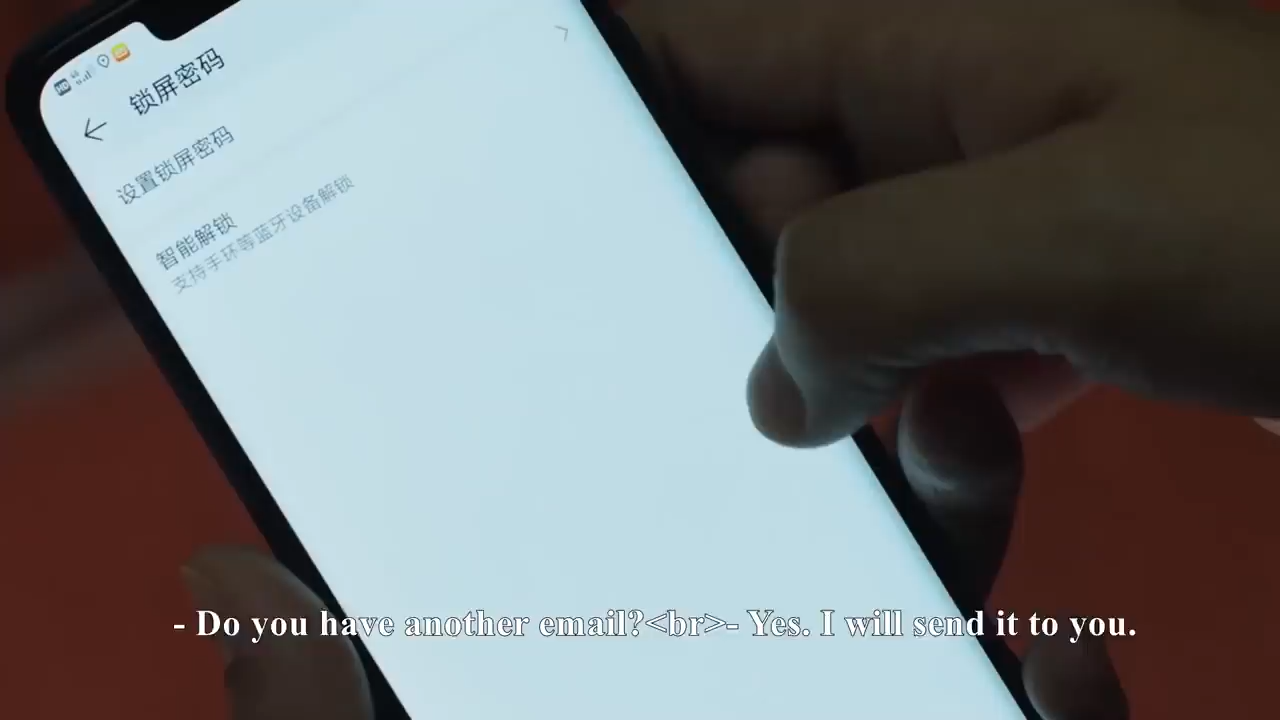 锁屏密码
设置锁屏密码
智能解锁
支持手环等蓝牙设备解锁
- Do you have another email?<br>- Yes. I will send it to you.